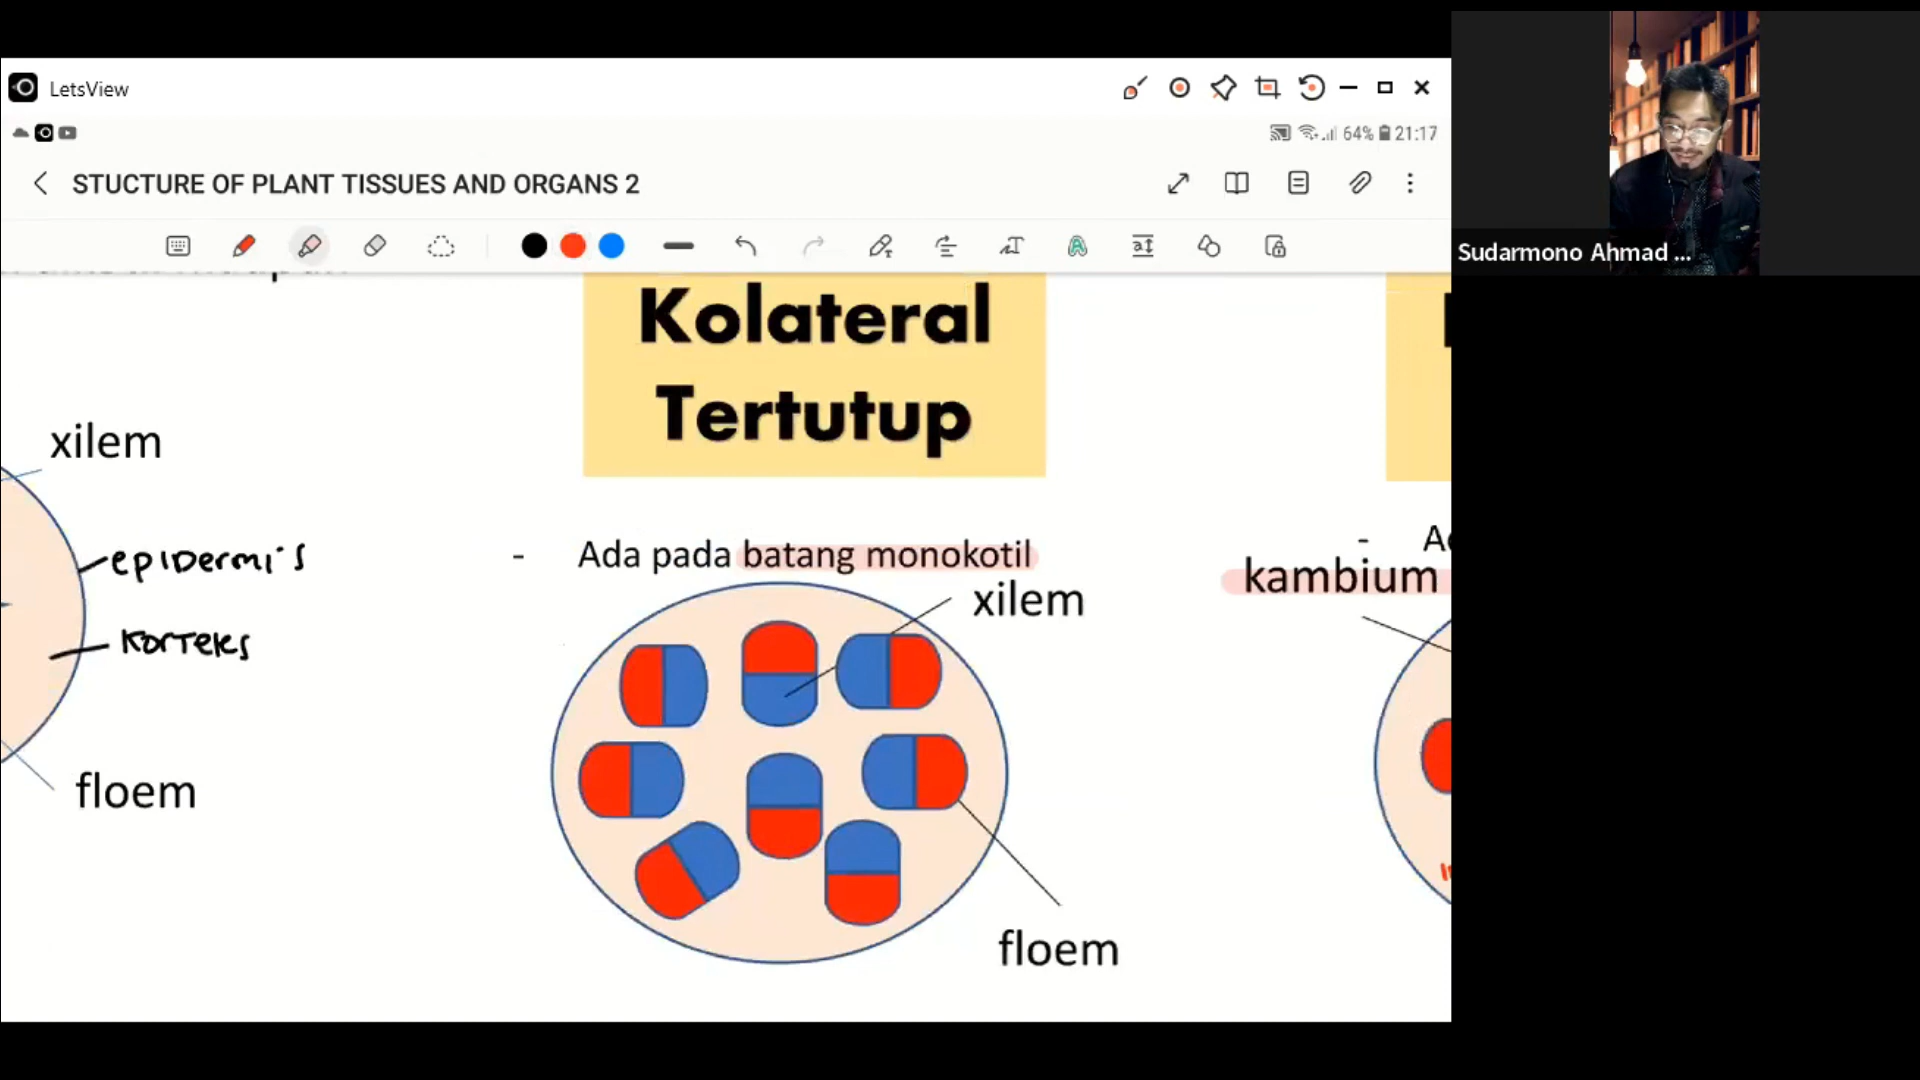 LetsView
64% 21:17
STUCTURE OF PLANT TISSUES AND ORGANS 2
Kolateral
Tertutup
xilem
epidermis
korteks
floem
- Ada pada batang monokotil
xilem
floem
-
kambium
Sudarmono Ahmad ...